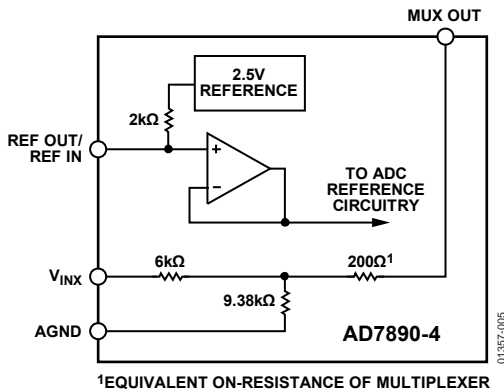 MUX OUT
2.5V
REFERENCE
2kΩ
REF OUT/
REF IN
+
–
TO ADC
REFERENCE
CIRCUITRY
VINX
6kΩ
200Ω1
9.38kΩ
AGND
AD7890-4
01357-005
1EQUIVALENT ON-RESISTANCE OF MULTIPLEXER